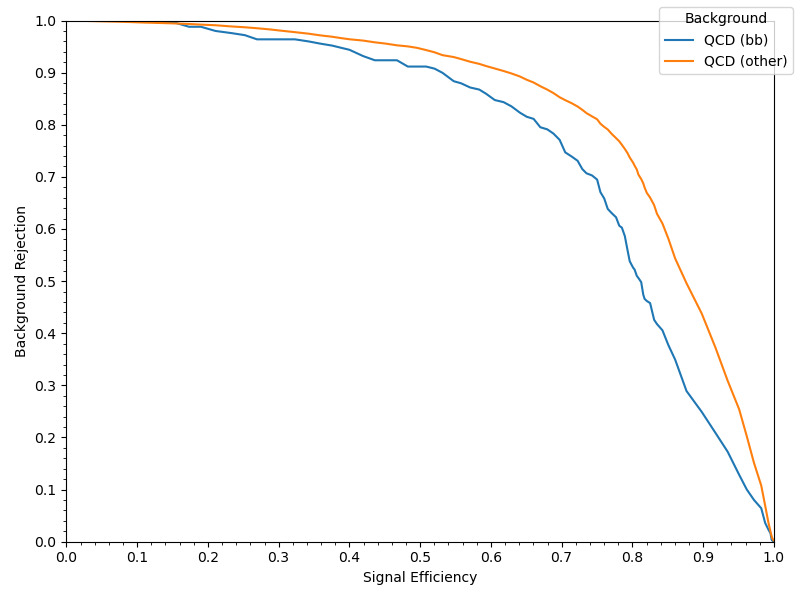 Background
QCD (bb)
QCD (other)
1.0
0.9
0.8
0.7
0.6
0.5
0.4
0.3
0.2
0.1
0.0
Background Rejection
0.0 0.1 0.2 0.3 0.4 0.5 0.6 0.7 0.8 0.9 1.0
Signal Efficiency